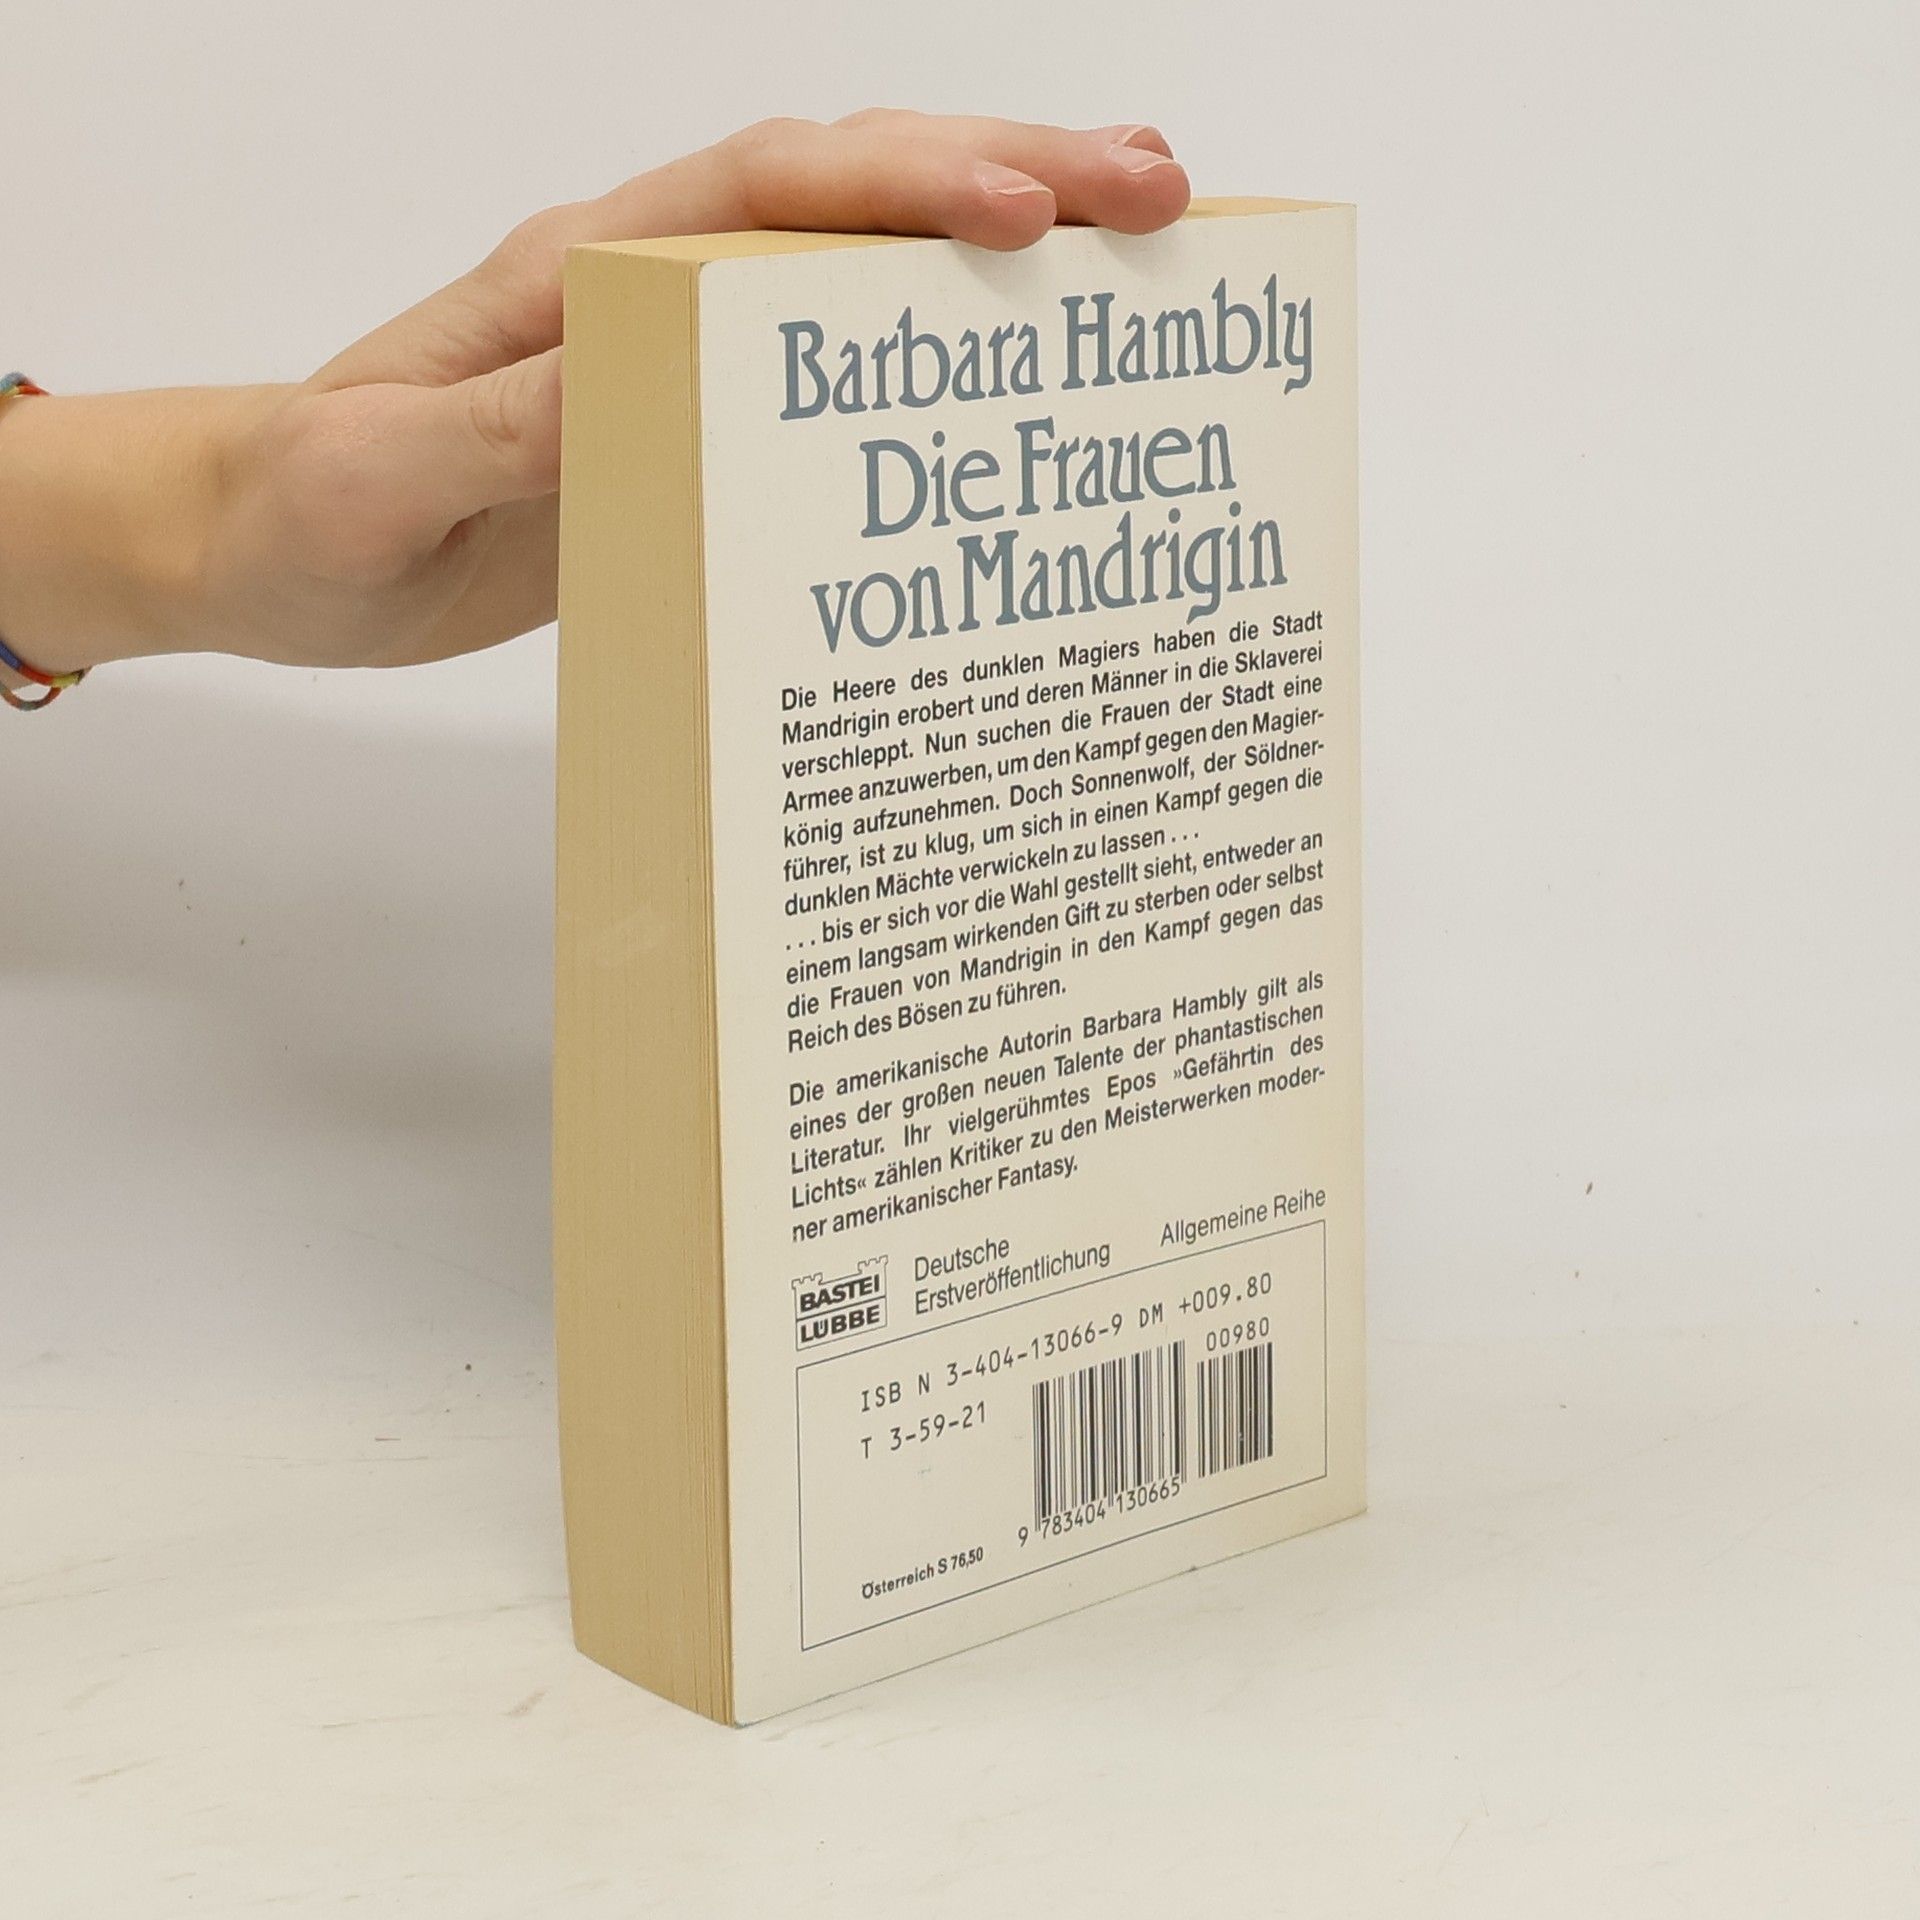 Barbara Hambly
Die Frauen
von Mandrigin
Die Heere des dunklen Magiers haben die Stadt
Mandrigin erobert und deren Männer in die Sklaverei
verschleppt. Nun suchen die Frauen der Stadt eine
Armee anzuwerben, um den Kampf gegen den Magier-
könig aufzunehmen. Doch Sonnenwolf, der Söldner-
führer, ist zu klug, um sich in einen Kampf gegen die
dunklen Mächte verwickeln zu lassen . . .
. . . bis er sich vor die Wahl gestellt sieht, entweder an
einem langsam wirkenden Gift zu sterben oder selbst
die Frauen von Mandrigin in den Kampf gegen das
Reich des Bösen zu führen.
Die amerikanische Autorin Barbara Hambly gilt als
eines der großen neuen Talente der phantastischen
Literatur. Ihr vielgerühmtes Epos »Gefährtin des
Lichts« zählen Kritiker zu den Meisterwerken moder-
ner amerikanischer Fantasy.
BASTEI
LÜBBE
Deutsche
Erstveröffentlichung
Allgemeine Reihe
ISB N 3-404-13066-9 DM +009.80
T 3-59-21
00980
9 783404 130665
Österreich S 76,50